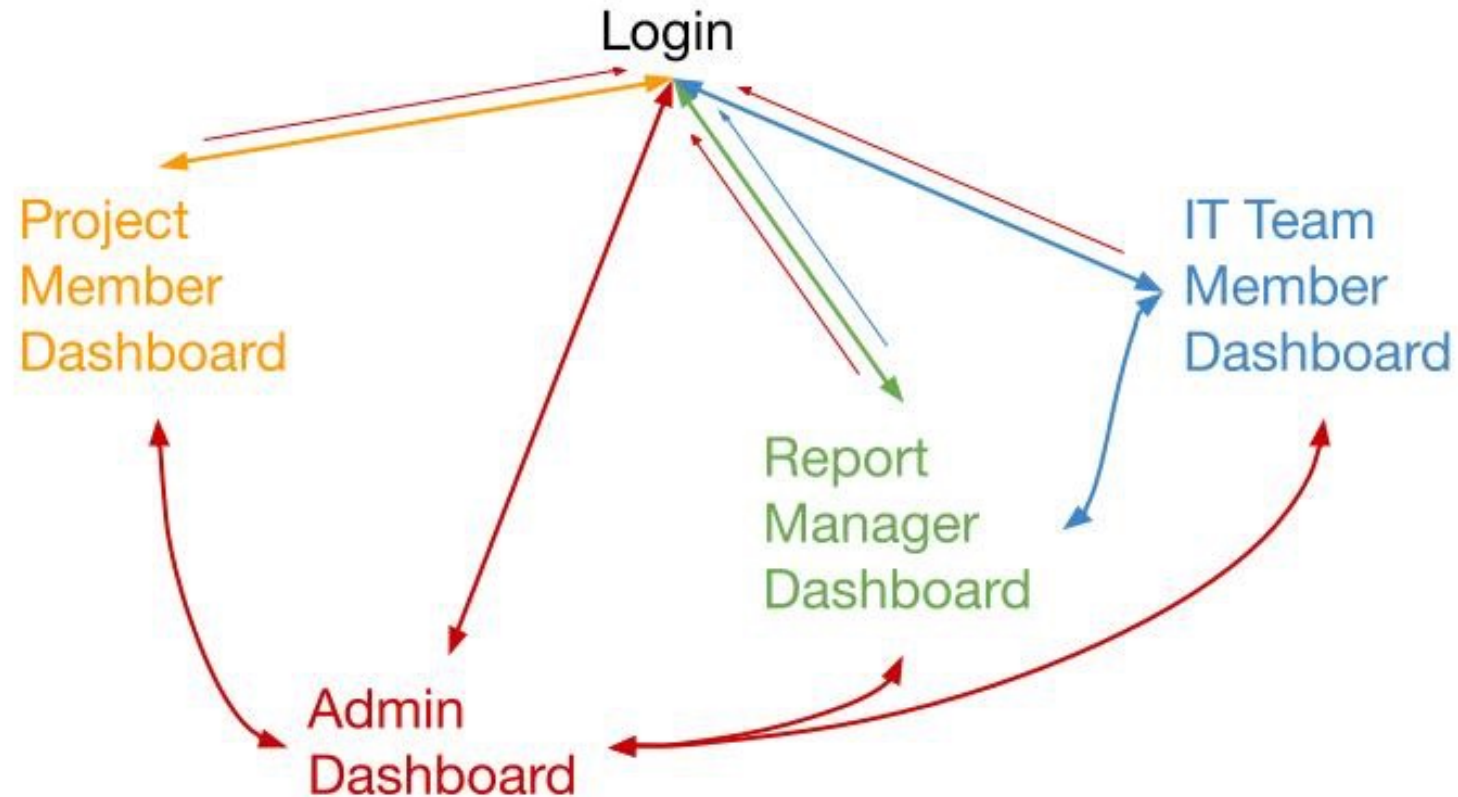 Login
Project
Member
Dashboard
IT Team
Member
Dashboard
Report
Manager
Dashboard
Admin
Dashboard